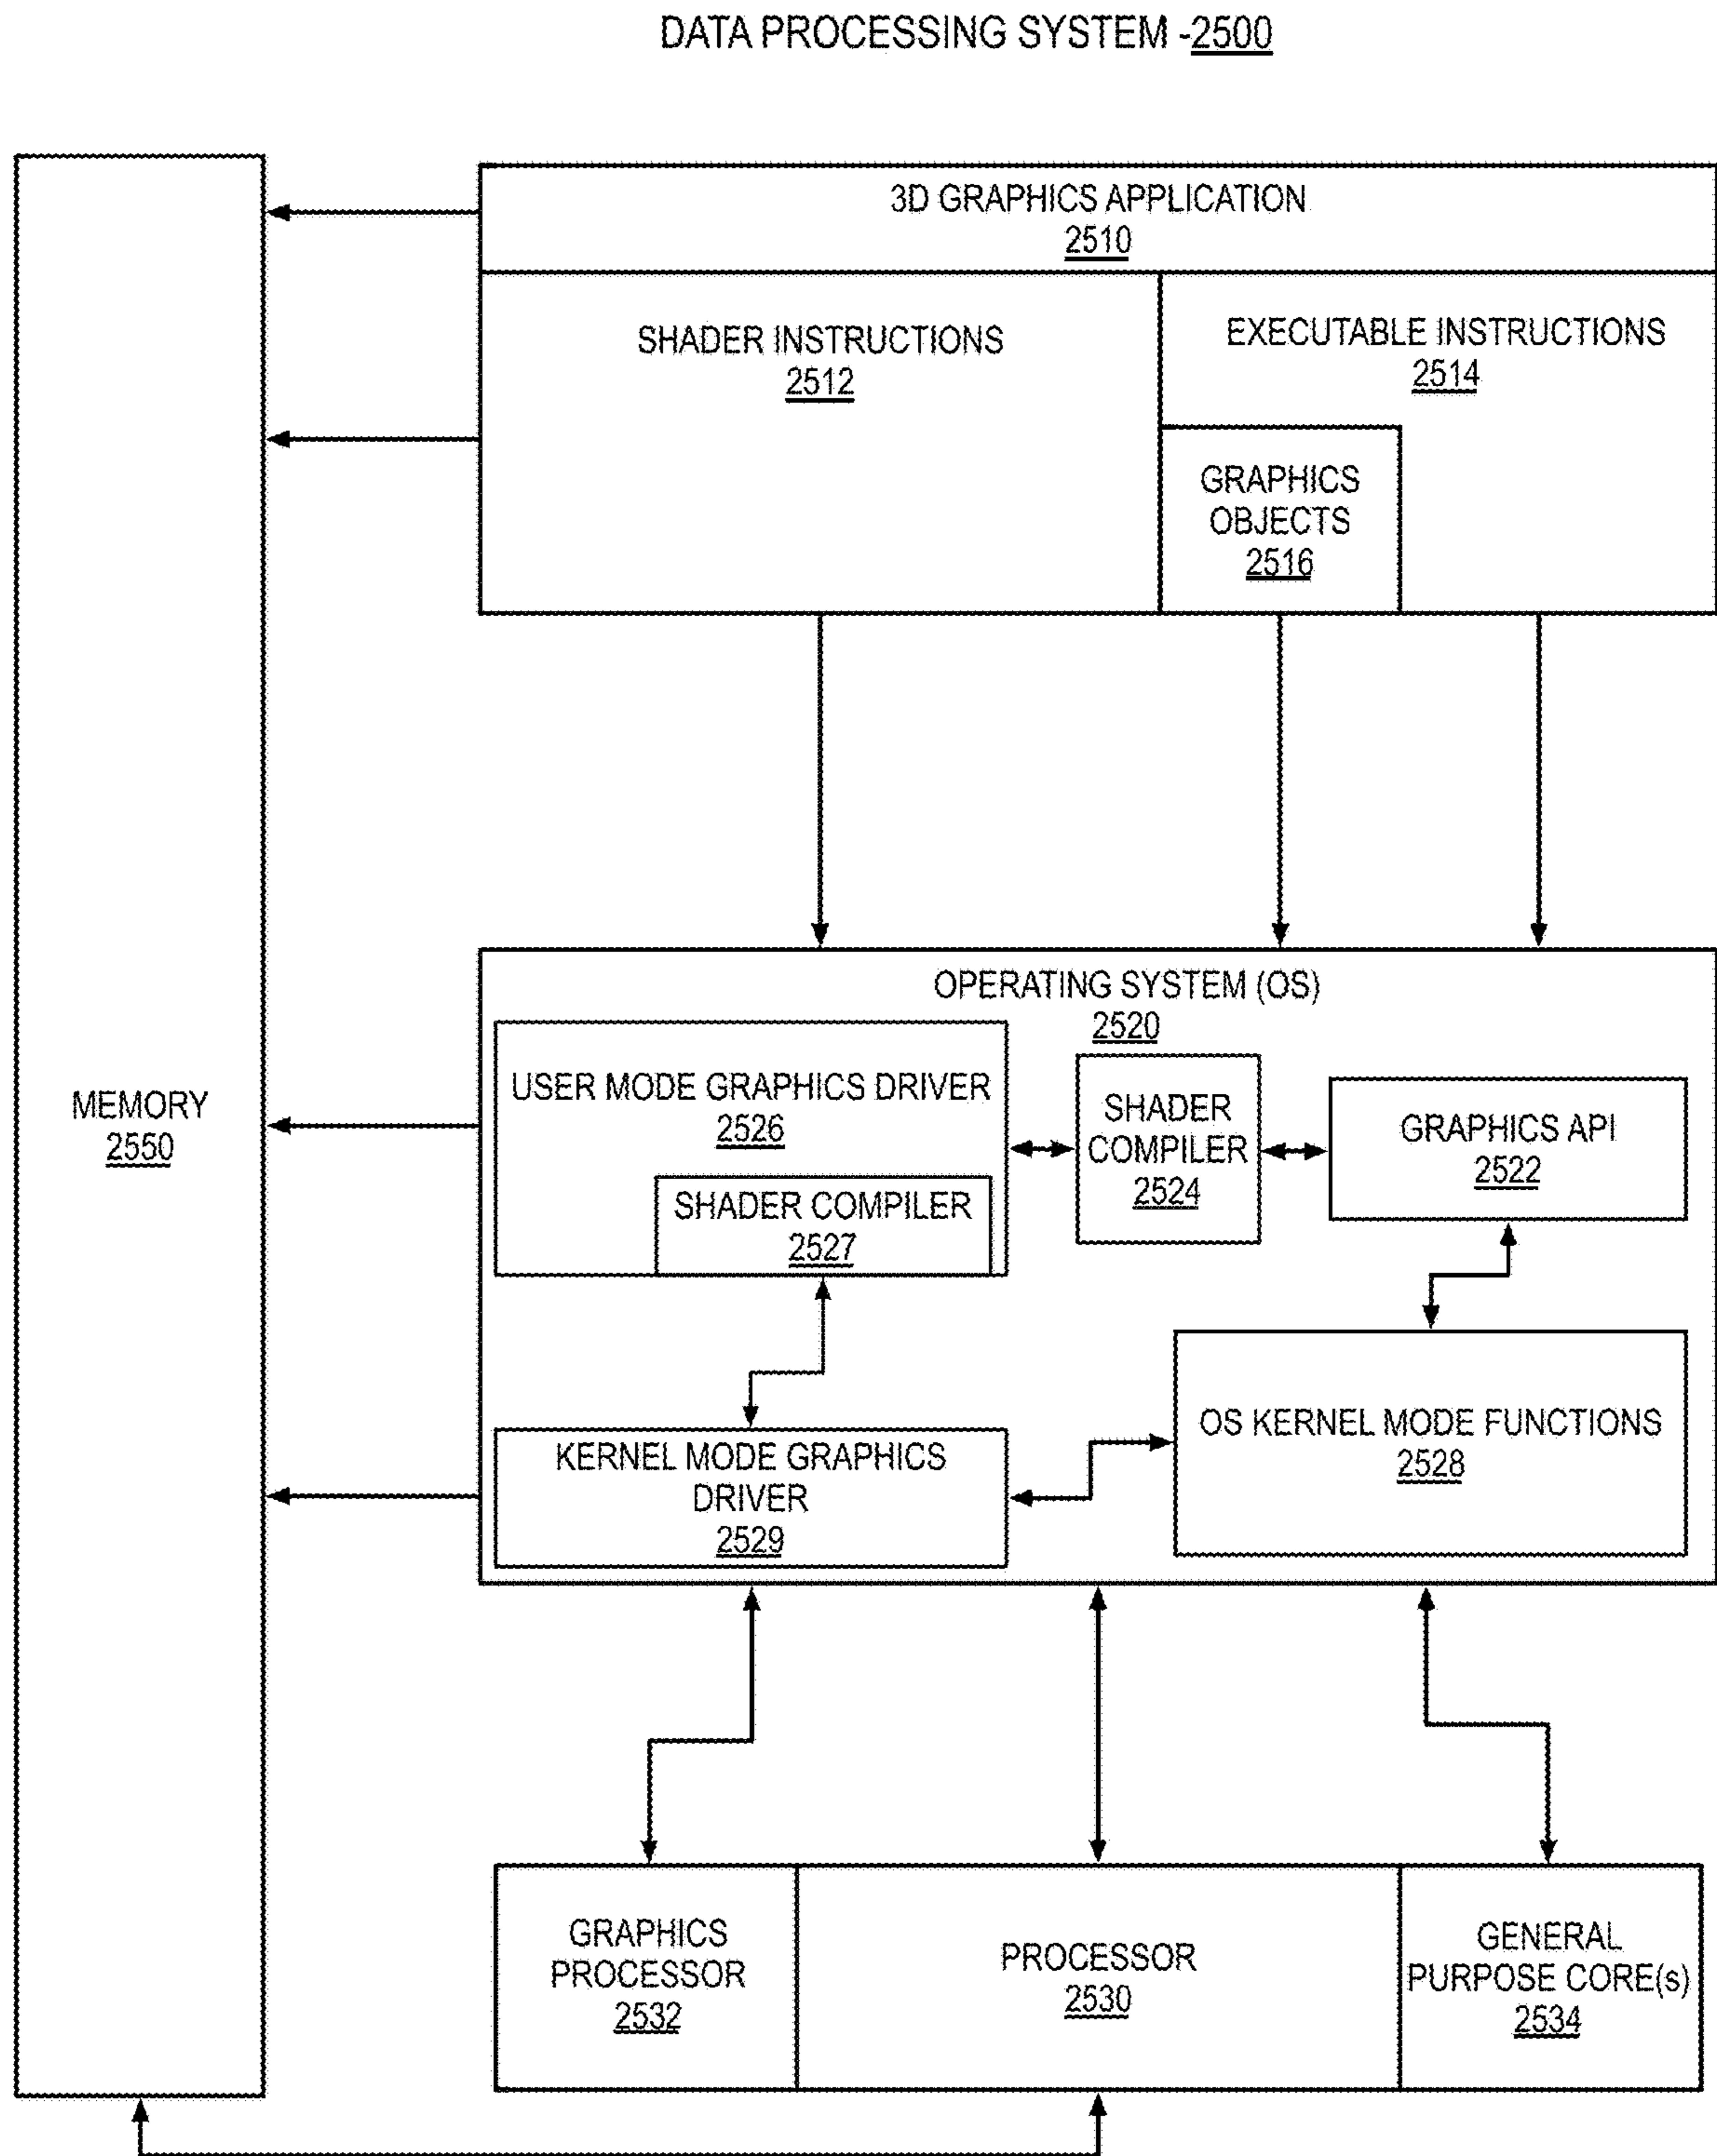 DATA PROCESSING SYSTEM -2500
3D GRAPHICS APPLICATION
2510
SHADER INSTRUCTIONS
2512
EXECUTABLE INSTRUCTIONS
2514
GRAPHICS
OBJECTS
2516
MEMORY
2550
OPERATING SYSTEM (OS)
2520
USER MODE GRAPHICS DRIVER
2526
SHADER COMPILER
2527
SHADER
COMPILER
2524
GRAPHICS API
2522
KERNEL MODE GRAPHICS
DRIVER
2529
OS KERNEL MODE FUNCTIONS
2528
GRAPHICS
PROCESSOR
2532
PROCESSOR
2530
GENERAL
PURPOSE CORE(s)
2534